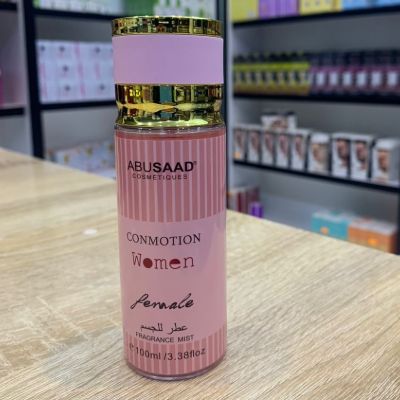 ABUSAAD®
COSMETIQUES
CONMOTION
Women
female
عطر للجسم
FRAGRANCE MIST
℮ 100ml /3.38floz